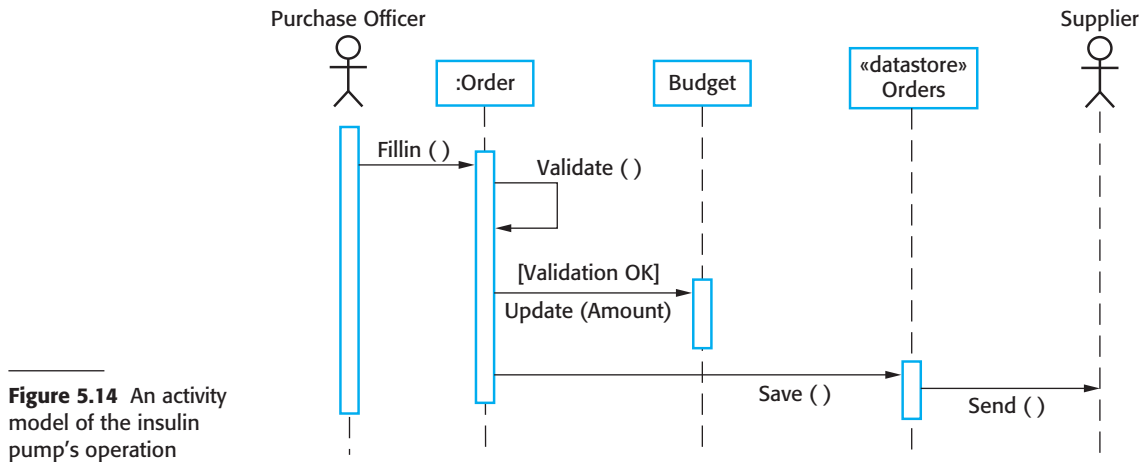 Purchase Officer
Supplier
:Order
Budget
«datastore»
Orders
Fillin ( )
Validate ( )
[Validation OK]
Update (Amount)
Save ( )
Send ( )
Figure 5.14 An activity
model of the insulin
pump’s operation